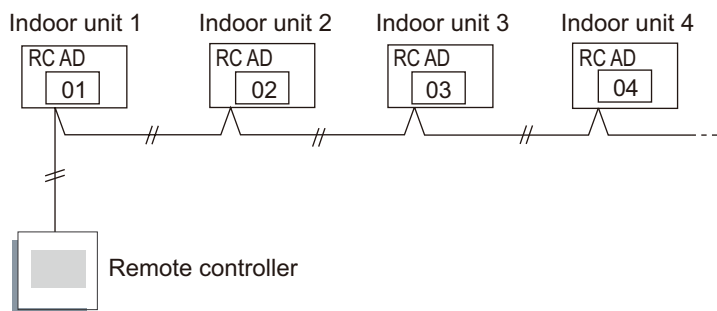 Indoor unit 1 Indoor unit 2 Indoor unit 3 Indoor unit 4
RC AD RC AD RC AD RC AD
01 02 03 04
Remote controller